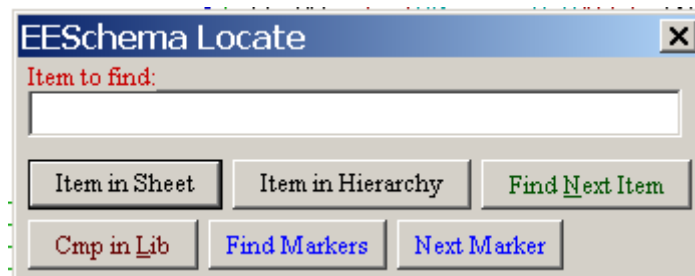 EESchema Locate
Item to find:
Item in Sheet Item in Hierarchy Find Next Item
Cmp in Lib Find Markers Next Marker